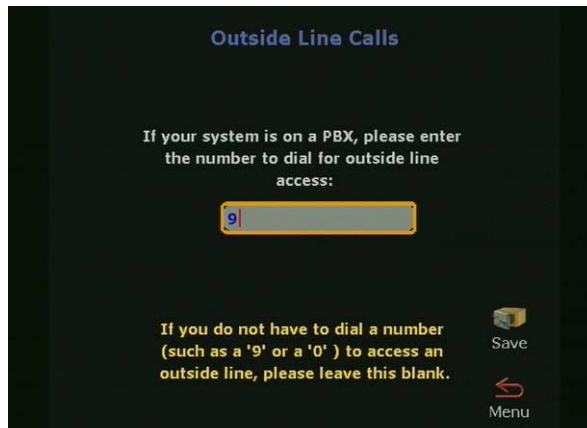 Outside Line Calls
If your system is on a PBX, please enter
the number to dial for outside line
access:
9
If you do not have to dial a number
(such as a '9' or a '0' ) to access an
outside line, please leave this blank.
Save
Menu